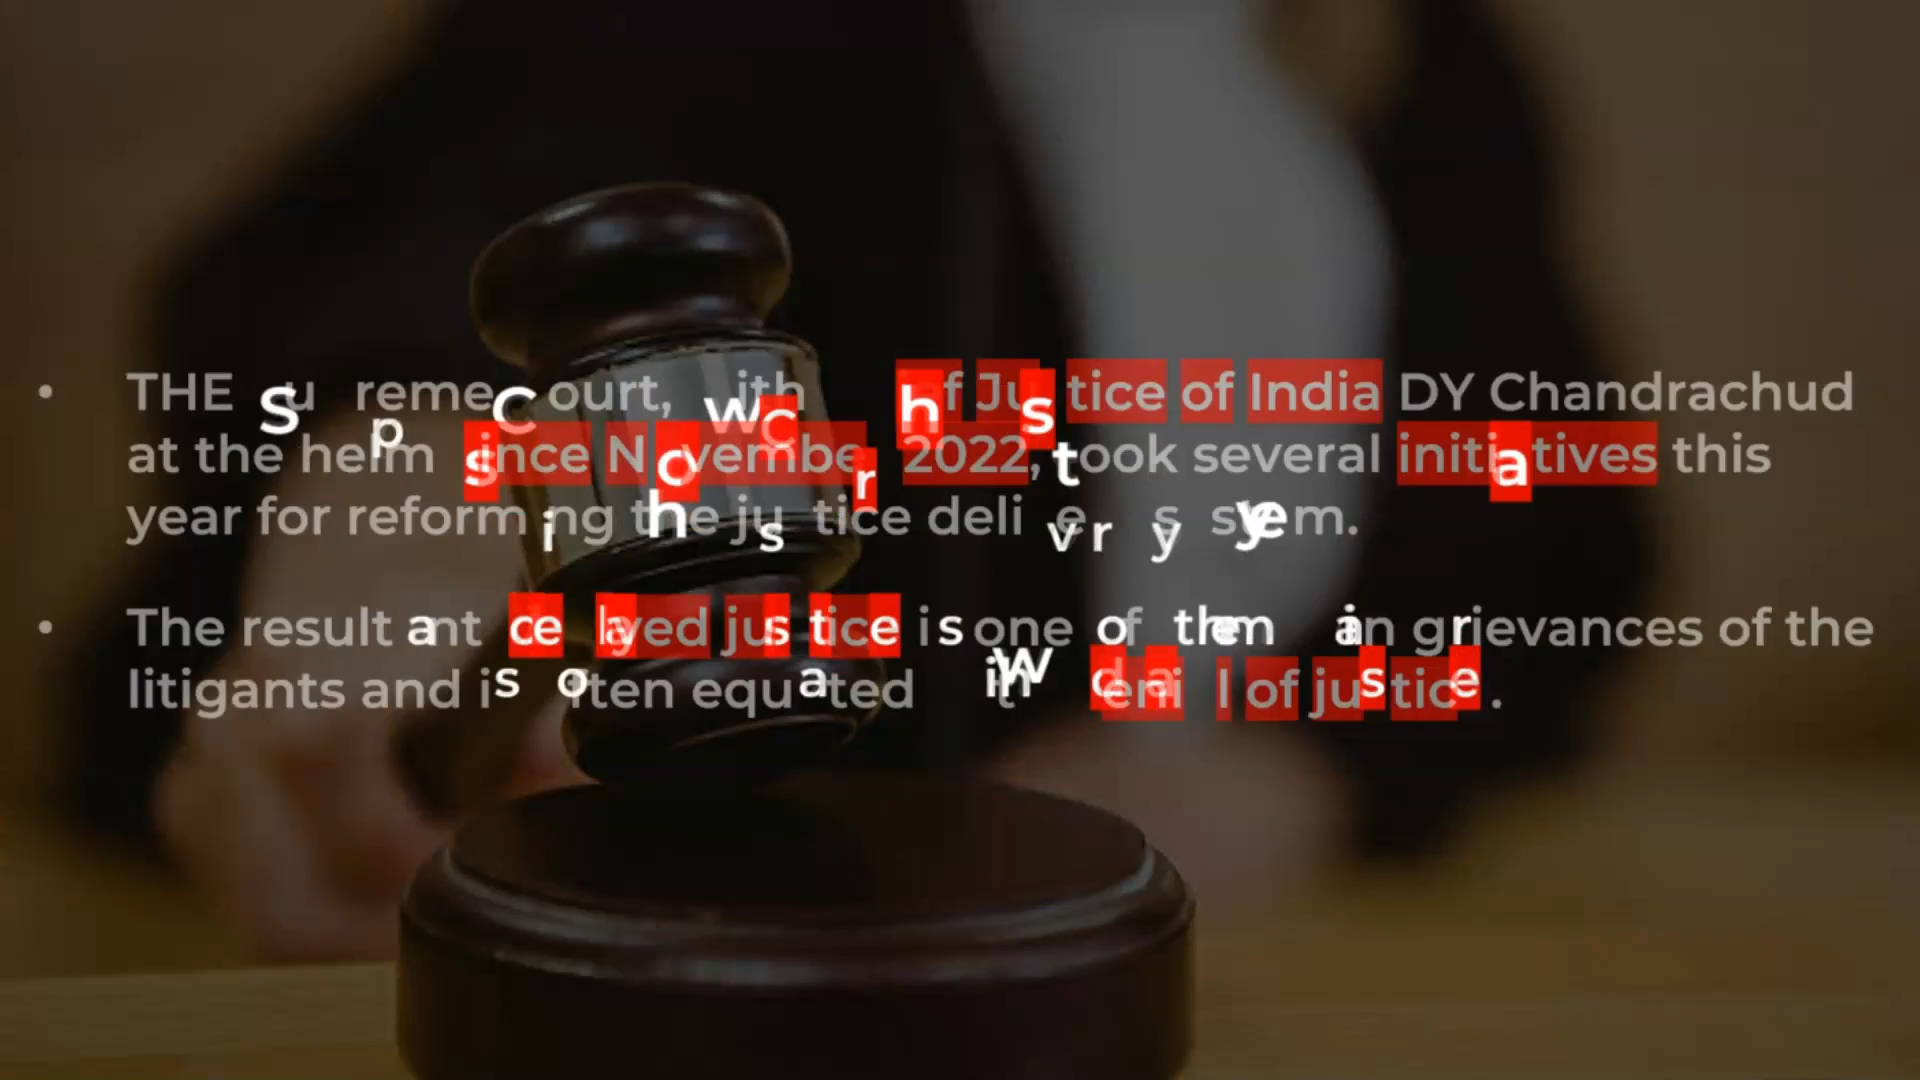 • THE Supreme Court, with Chief Justice of India DY Chandrachud
at the helm since November 2022, took several initiatives this
year for reforming the justice delivery system.
• The resultant delayed justice is one of the main grievances of the
litigants and is often equated with denial of justice.